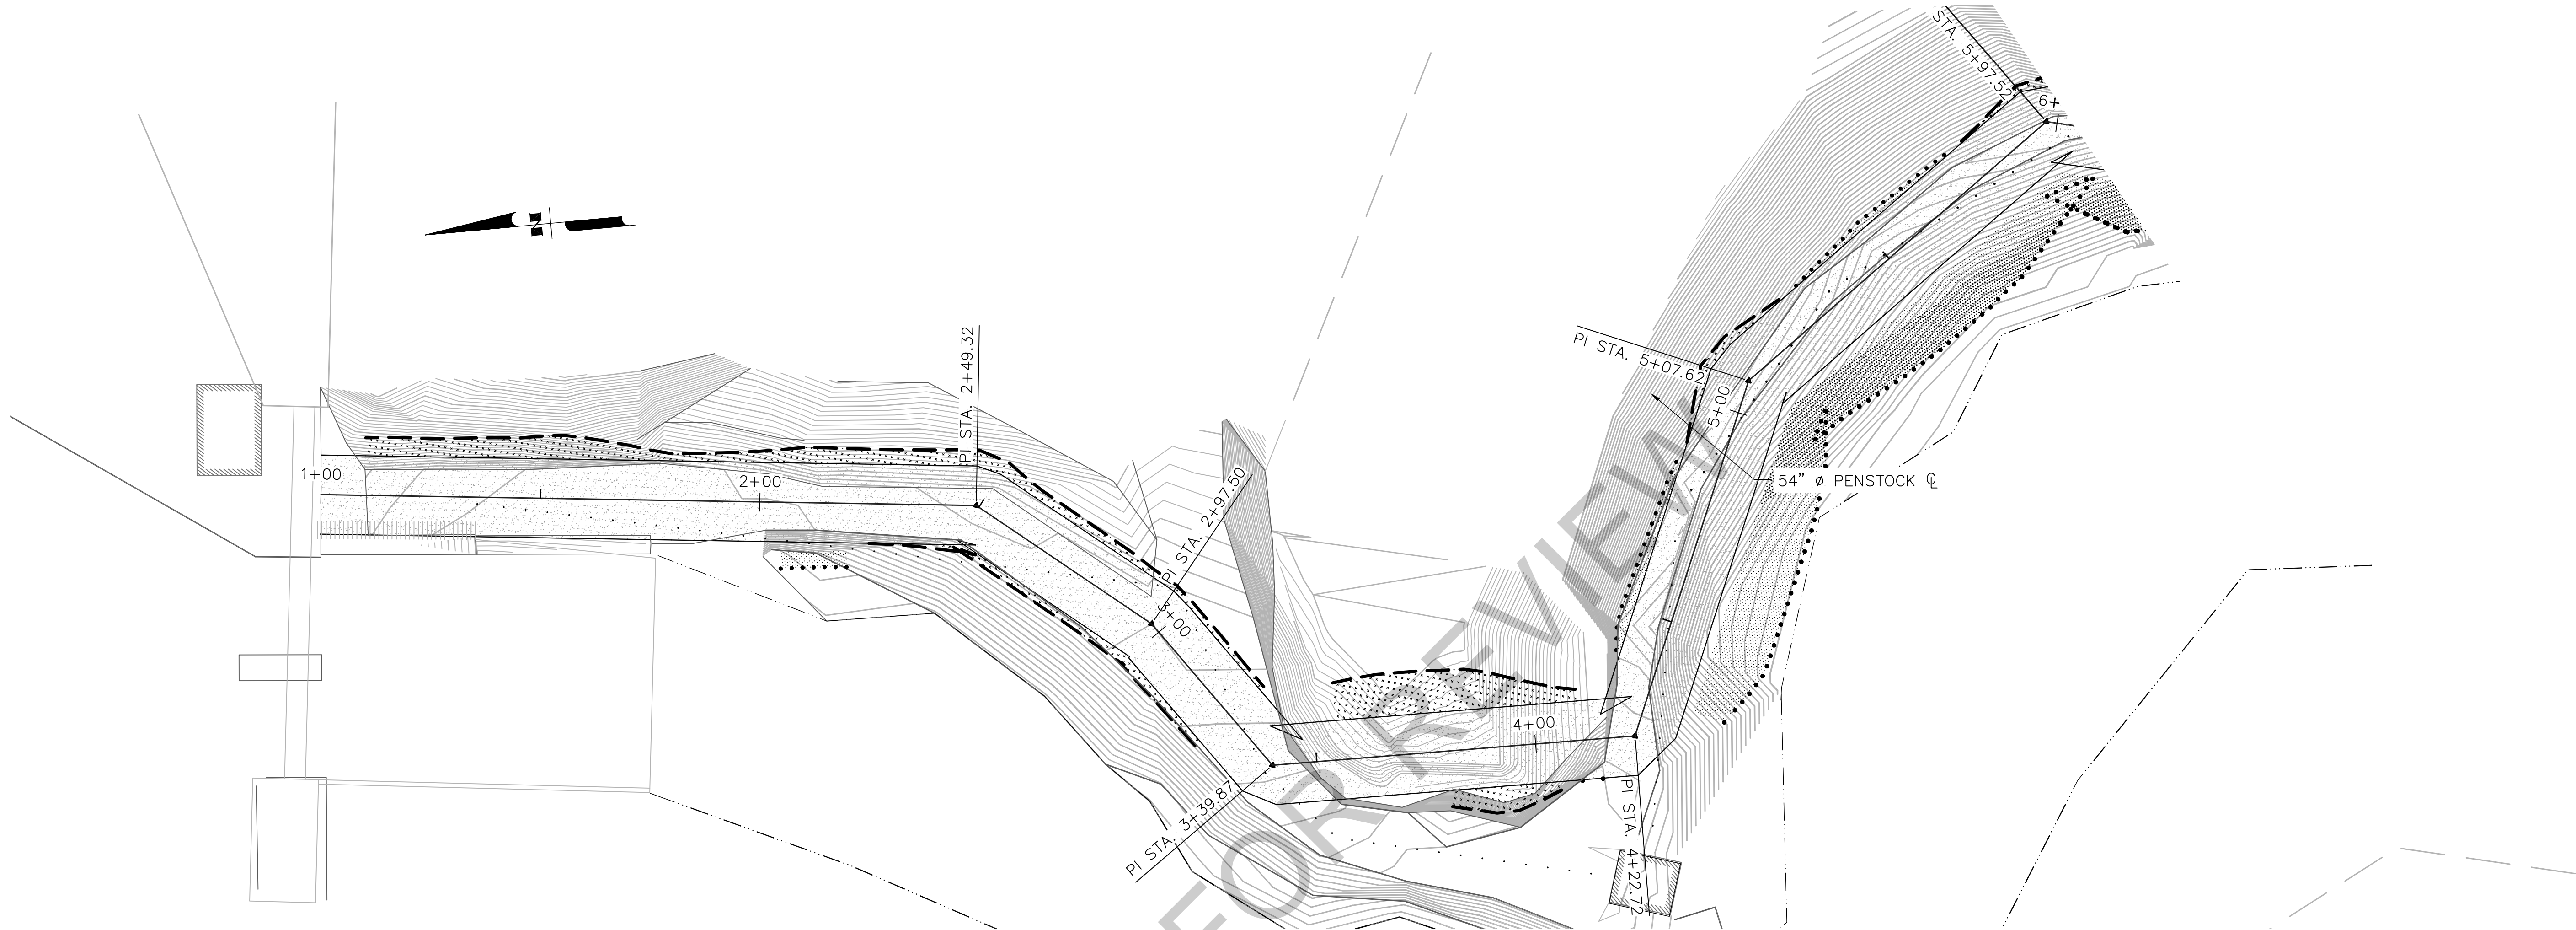 STA. 5+97.52
6+
PI STA. 2+49.32
PI STA. 5+07.62
5+00
1+00
2+00
54" ø PENSTOCK ℄
PI STA. 2+97.50
3+00
4+00
PI STA. 3+39.87
PI STA. 4+22.72
FOR REVIEW
N